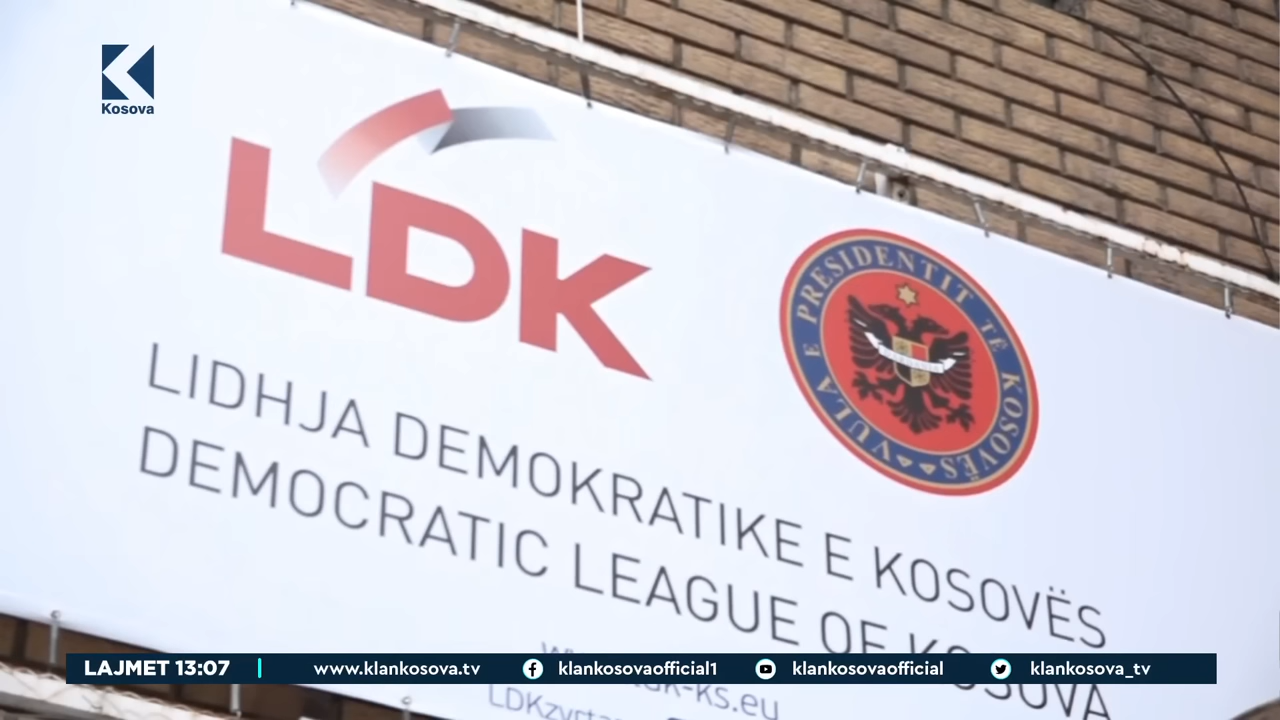 Kosova
LDK
VULA E PRESIDENTIT TË KOSOVËS
LIDHJA DEMOKRATIKE E KOSOVËS
DEMOCRATIC LEAGUE OF KOSOVA
LAJMET 13:07
www.klankosova.tv
klankosovaofficial1
klankosovaofficial
klankosova_tv